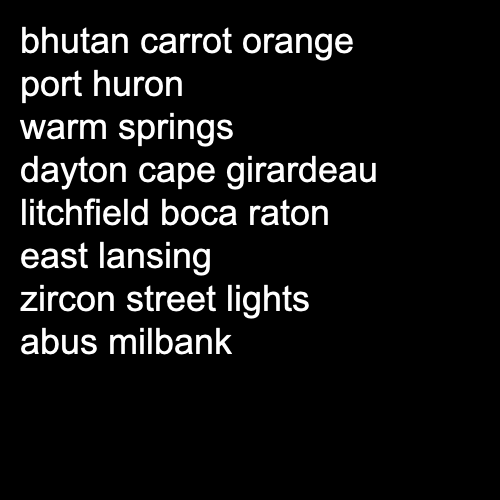 bhutan carrot orange
port huron
warm springs
dayton cape girardeau
litchfield boca raton
east lansing
zircon street lights
abus milbank